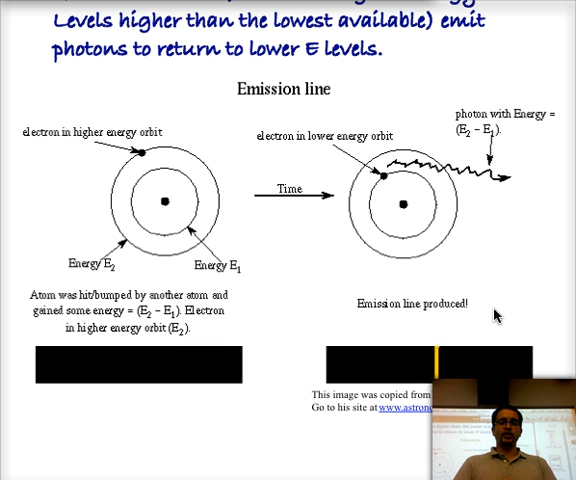 Levels higher than the lowest available) emit
photons to return to lower E levels.
Emission line
photon with Energy =
(E2 – E1).
electron in higher energy orbit
electron in lower energy orbit
Time
Energy E2
Energy E1
Atom was hit/bumped by another atom and
gained some energy = (E2 – E1). Electron
in higher energy orbit (E2).
Emission line produced!
This image was copied from
Go to his site at